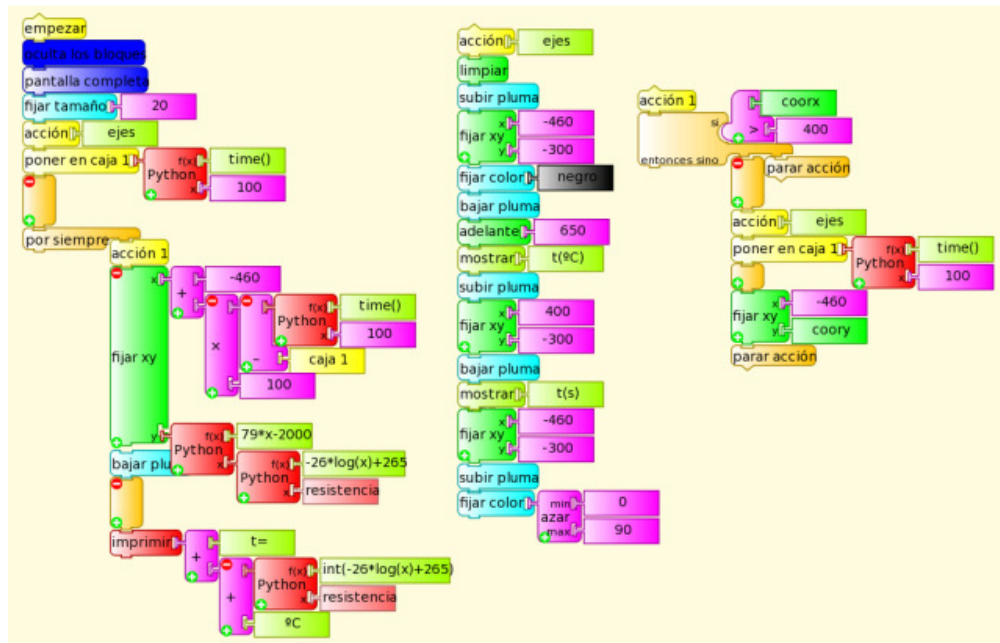 empezar
oculta los bloques
pantalla completa
fijar tamaño 20
acción ejes
poner en caja 1 Python f(x) time()
x 100
por siempre
acción 1
fijar xy x + -460
× - Python f(x) time()
x 100
caja 1
100
y Python f(x) 79*x-2000
x Python f(x) -26*log(x)+265
x resistencia
bajar plu
imprimir + t=
+ Python f(x) int(-26*log(x)+265)
x resistencia
ºC
acción ejes
limpiar
subir pluma
fijar xy x -460
y -300
fijar color negro
bajar pluma
adelante 650
mostrar t(ºC)
subir pluma
fijar xy x 400
y -300
bajar pluma
mostrar t(s)
fijar xy x -460
y -300
subir pluma
fijar color azar min 0
max 90
acción 1
si > coorx
400
entonces sino
parar acción
acción ejes
poner en caja 1 Python f(x) time()
x 100
fijar xy x -460
y coory
parar acción